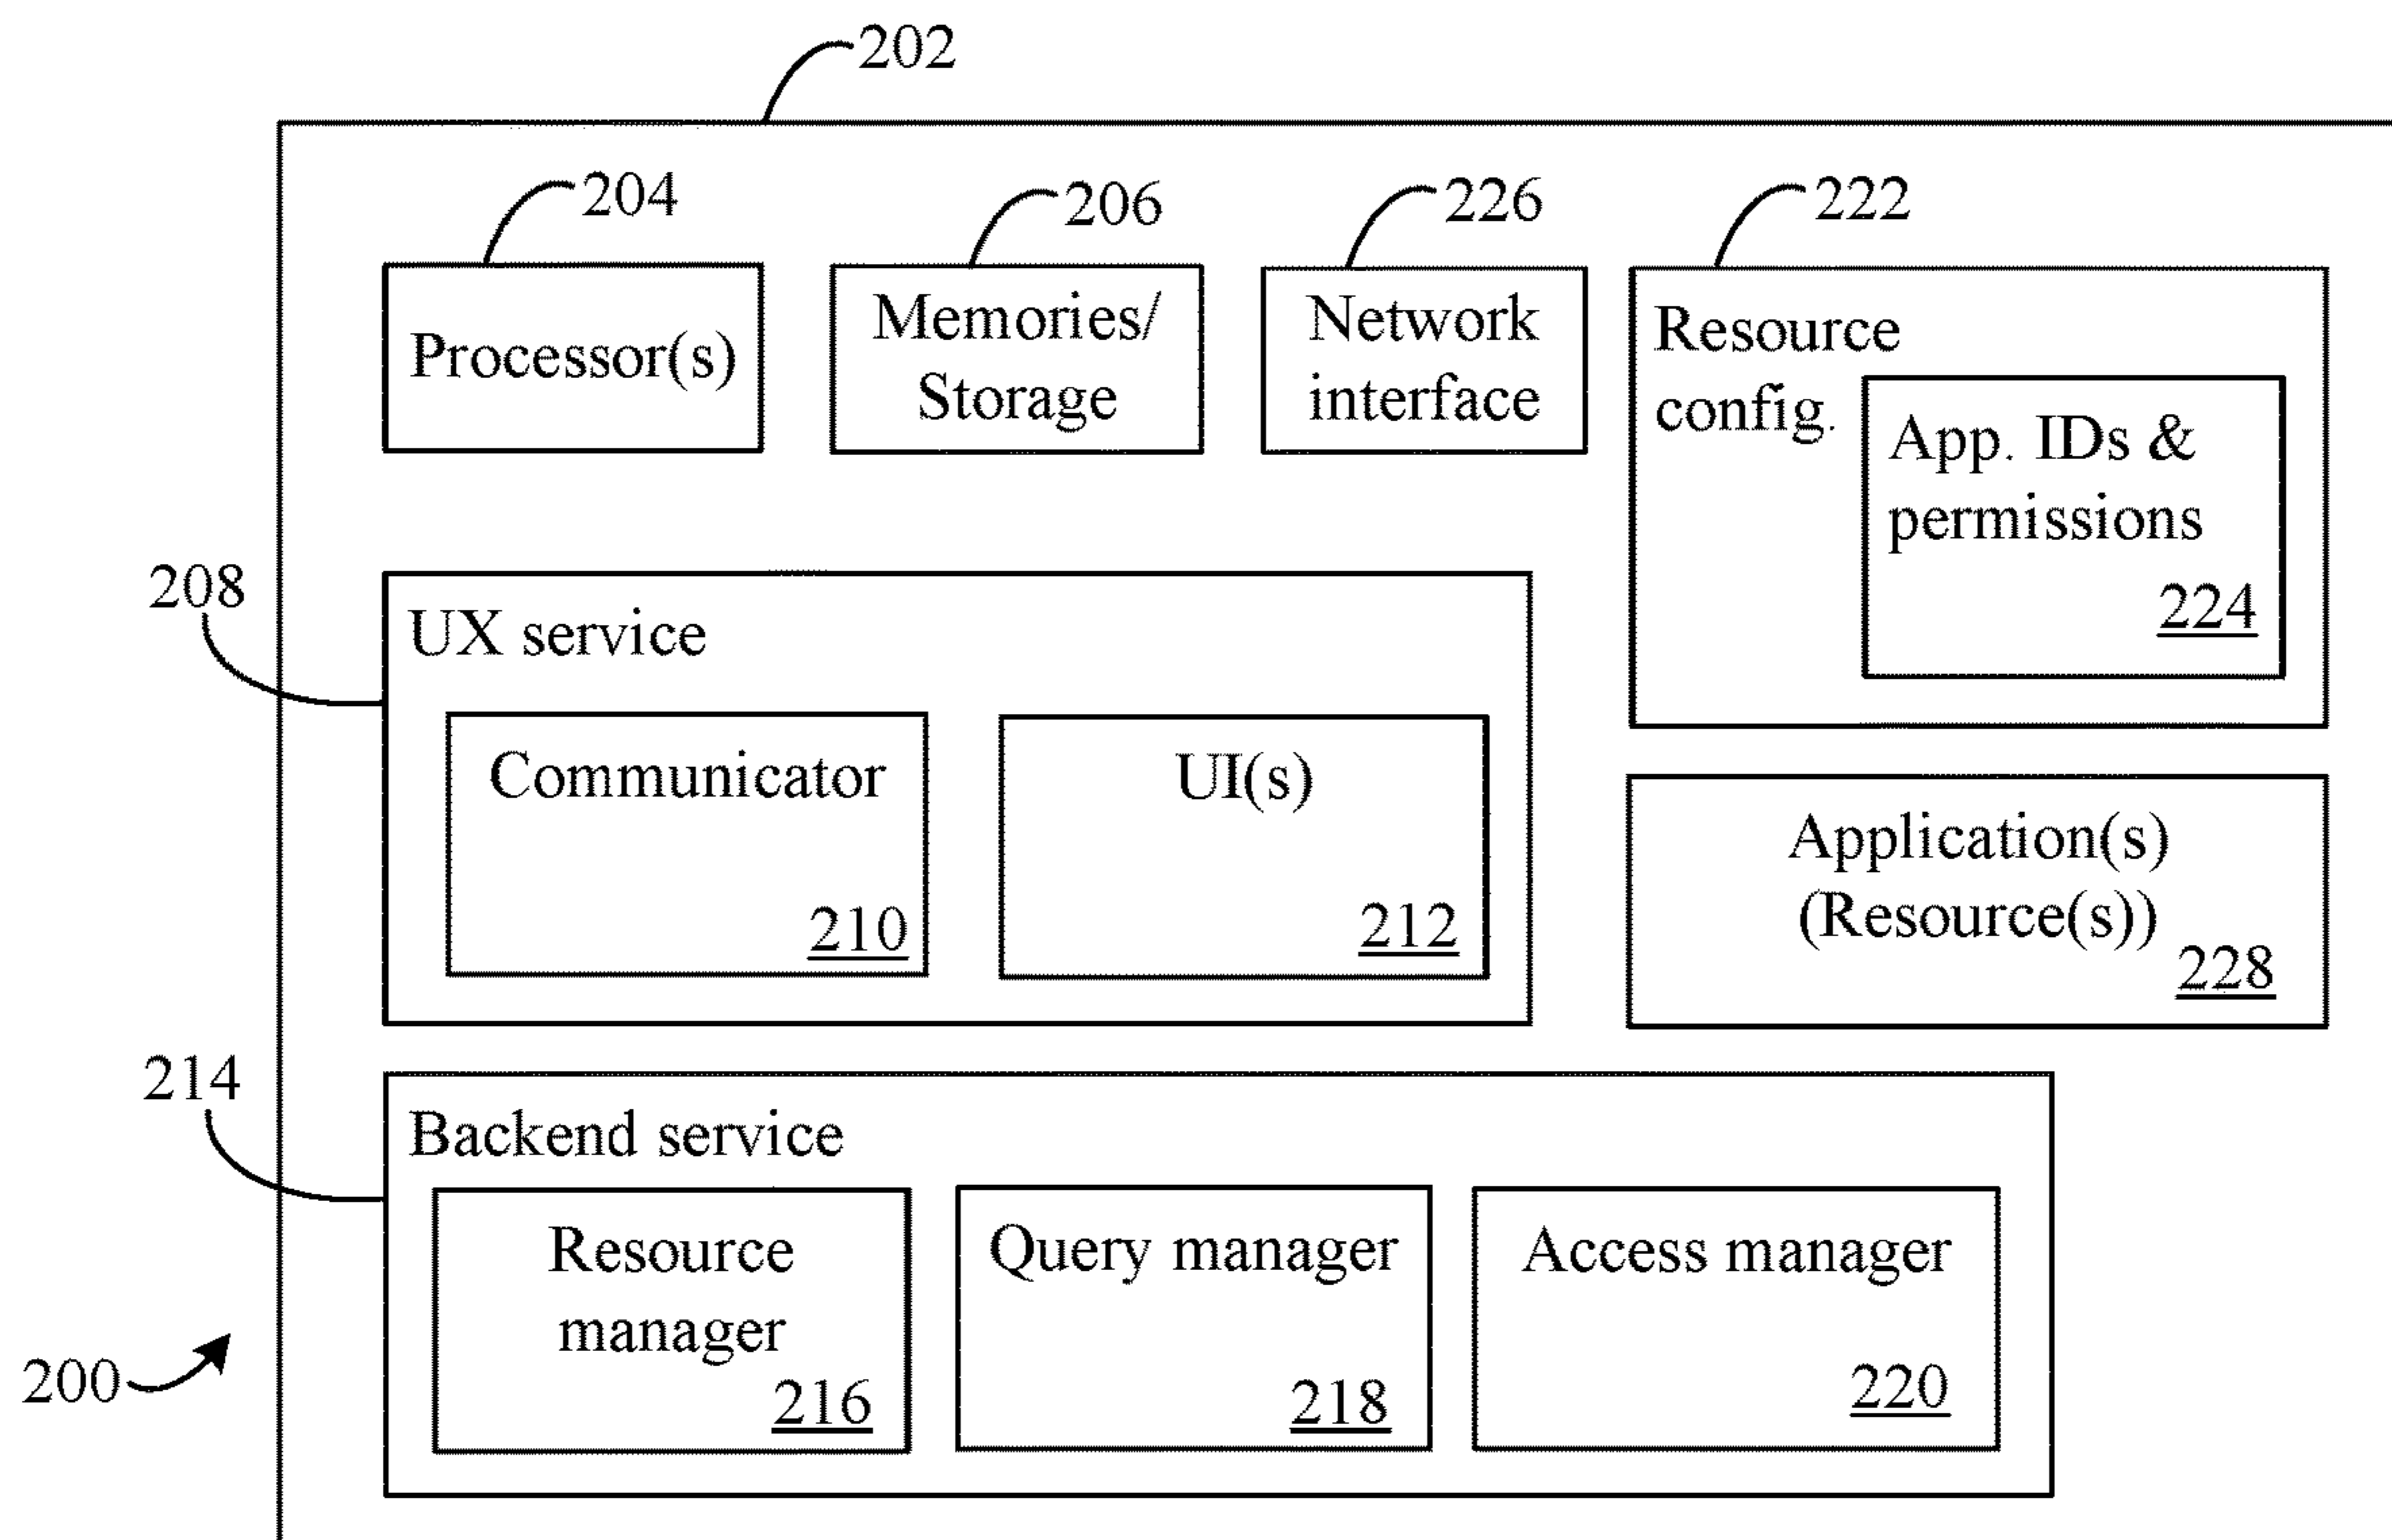 202
204
206
226
222
Processor(s)
Memories/
Storage
Network
interface
Resource
config.
App. IDs &
permissions
224
208
UX service
Communicator
210
UI(s)
212
Application(s)
(Resource(s))
228
214
Backend service
Resource
manager
216
Query manager
218
Access manager
220
200